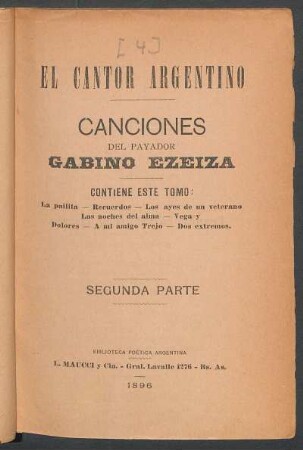 [4]
EL CANTOR ARGENTINO
CANCIONES
DEL PAYADOR
GABINO EZEIZA
CONTIENE ESTE TOMO:
La pollita — Recuerdos — Los ayes de un veterano
Las noches del alma — Vega y
Dolores — A mi amigo Trejo — Dos extremos.
SEGUNDA PARTE
BIBLIOTECA POÉTICA ARGENTINA
L. MAUCCI y Cía. - Gral. Lavalle 1276 - Bs. As.
1896